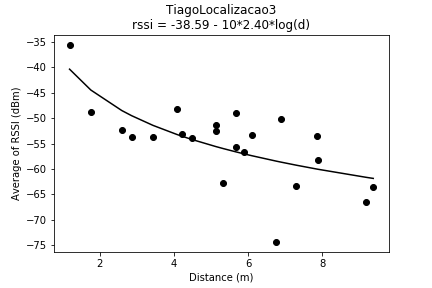 TiagoLocalizacao3
rssi = -38.59 - 10*2.40*log(d)
−35
−40
−45
−50
−55
−60
−65
−70
−75
Average of RSSI (dBm)
2 4 6 8
Distance (m)